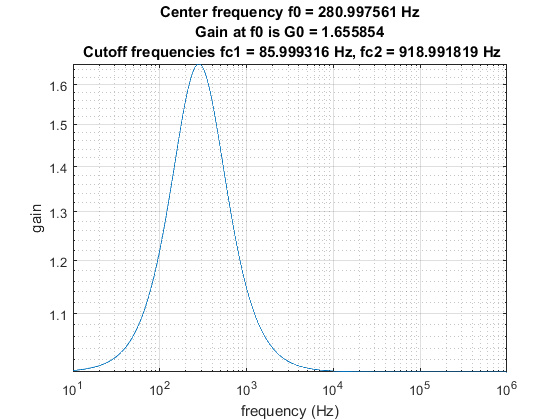 Center frequency f0 = 280.997561 Hz
Gain at f0 is G0 = 1.655854
Cutoff frequencies fc1 = 85.999316 Hz, fc2 = 918.991819 Hz
1.6
1.5
1.4
1.3
1.2
1.1
gain
10^1 10^2 10^3 10^4 10^5 10^6
frequency (Hz)